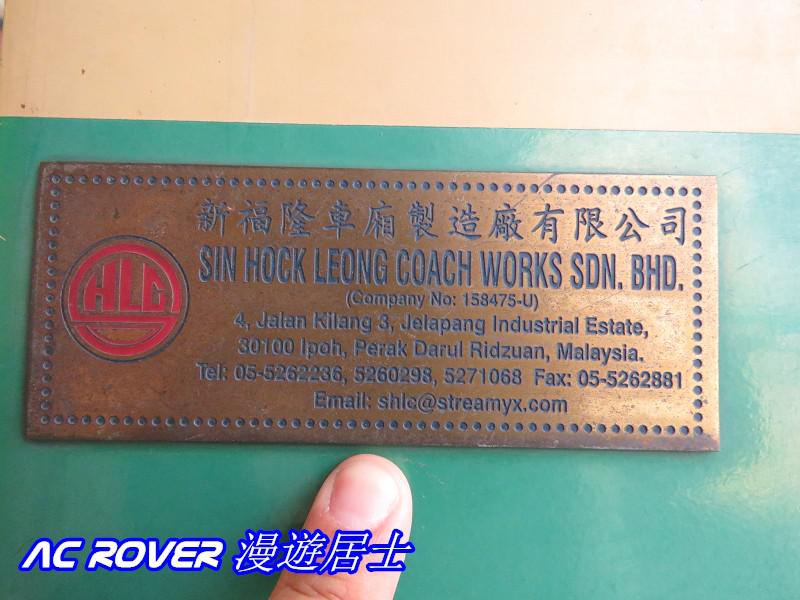 新福隆車廂製造廠有限公司
HLG
SIN HOCK LEONG COACH WORKS SDN. BHD.
(Company No: 158475-U)
4, Jalan Kilang 3, Jelapang Industrial Estate,
30100 Ipoh, Perak Darul Ridzuan, Malaysia.
Tel: 05-5262236, 5260298, 5271068 Fax: 05-5262881
Email: shlc@streamyx.com
AC ROVER 漫遊居士